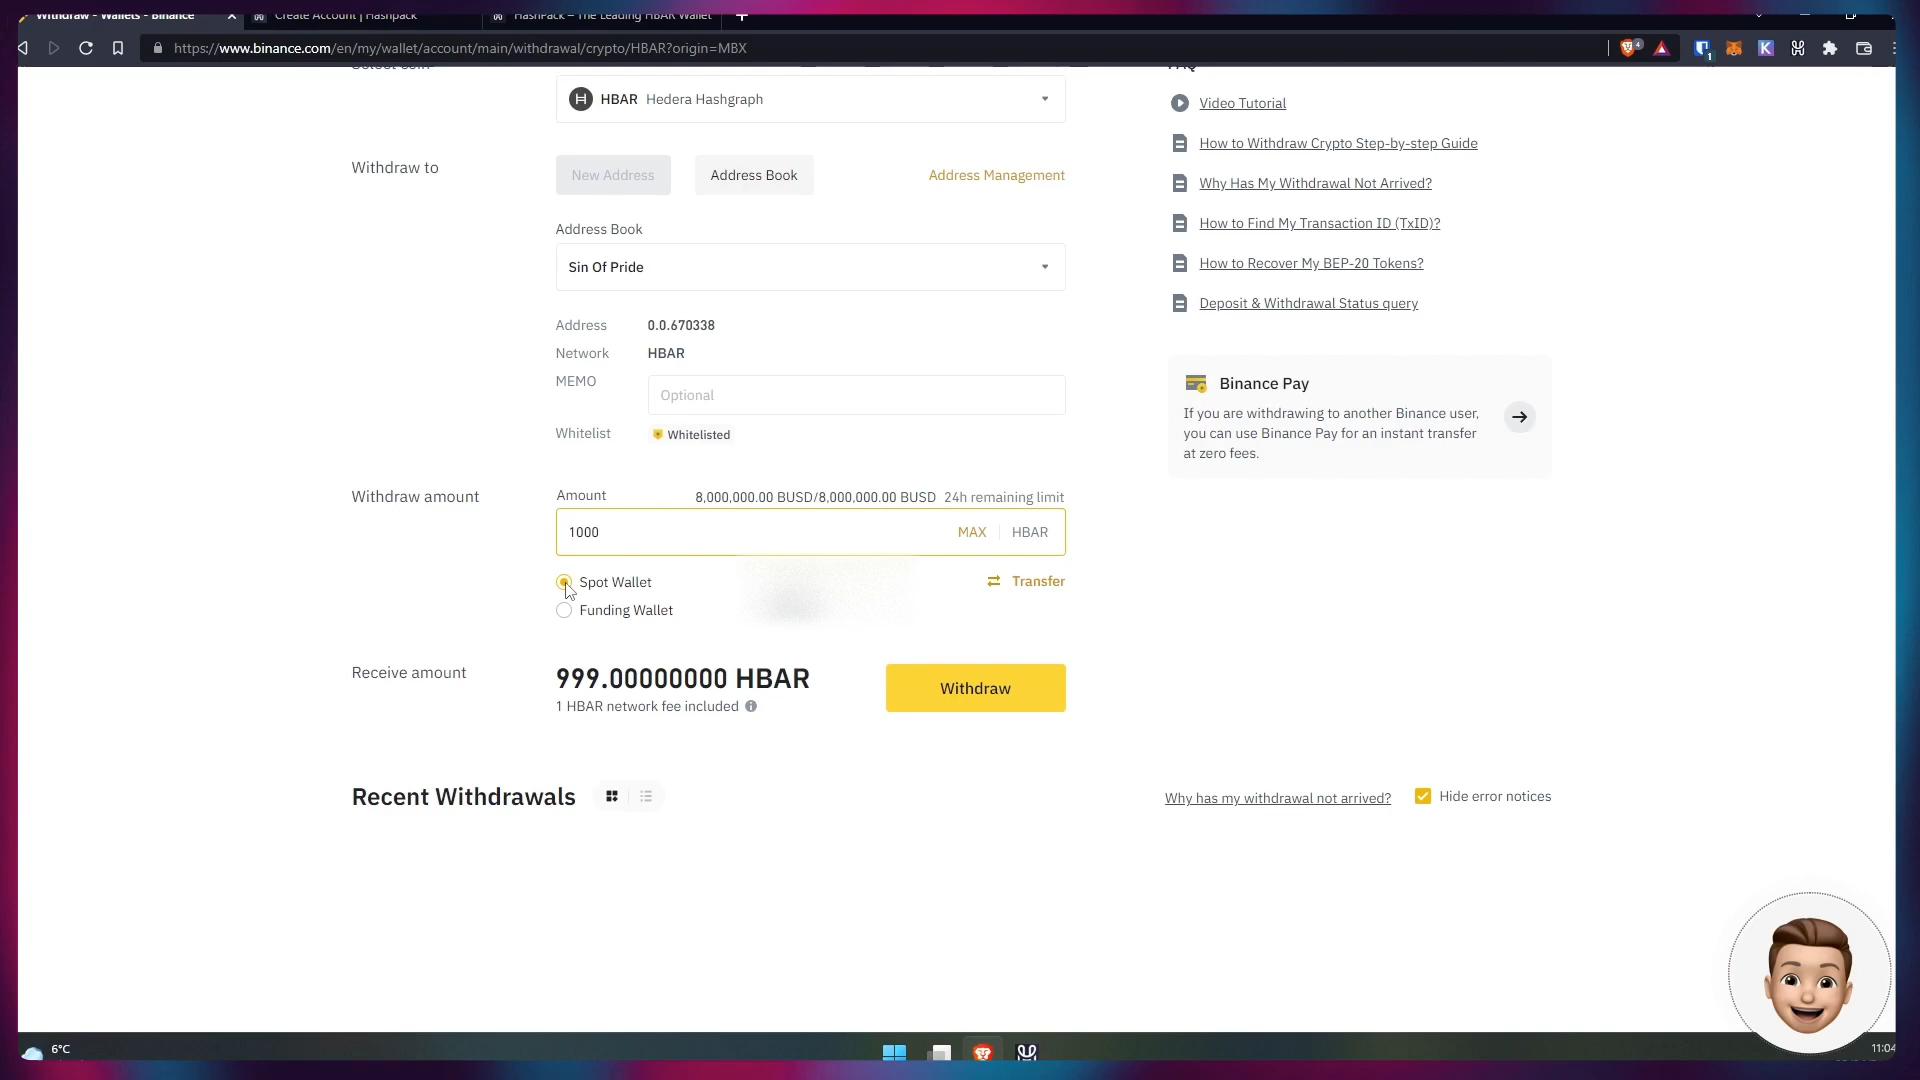 Withdraw - Wallets - Binance
Create Account | Hashpack
HashPack – The Leading HBAR Wallet
https://www.binance.com/en/my/wallet/account/main/withdrawal/crypto/HBAR?origin=MBX
4
1
Select coin
HBAR Hedera Hashgraph
Withdraw to
New Address
Address Book
Address Management
Address Book
Sin Of Pride
Address 0.0.670338
Network HBAR
MEMO Optional
Whitelist Whitelisted
Withdraw amount
Amount 8,000,000.00 BUSD/8,000,000.00 BUSD 24h remaining limit
1000 MAX HBAR
Spot Wallet
Transfer
Funding Wallet
Receive amount
999.00000000 HBAR
1 HBAR network fee included
Withdraw
FAQ
Video Tutorial
How to Withdraw Crypto Step-by-step Guide
Why Has My Withdrawal Not Arrived?
How to Find My Transaction ID (TxID)?
How to Recover My BEP-20 Tokens?
Deposit & Withdrawal Status query
Binance Pay
If you are withdrawing to another Binance user,
you can use Binance Pay for an instant transfer
at zero fees.
Recent Withdrawals
Why has my withdrawal not arrived?
Hide error notices
6°C
11:04